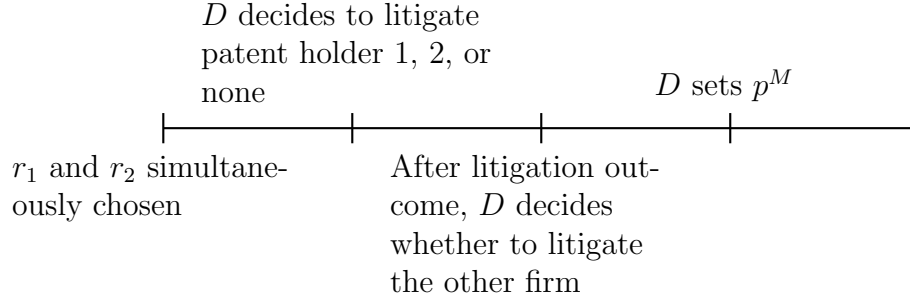 D decides to litigate
patent holder 1, 2, or
none
D sets p^M
r_1 and r_2 simultane-
ously chosen
After litigation out-
come, D decides
whether to litigate
the other firm